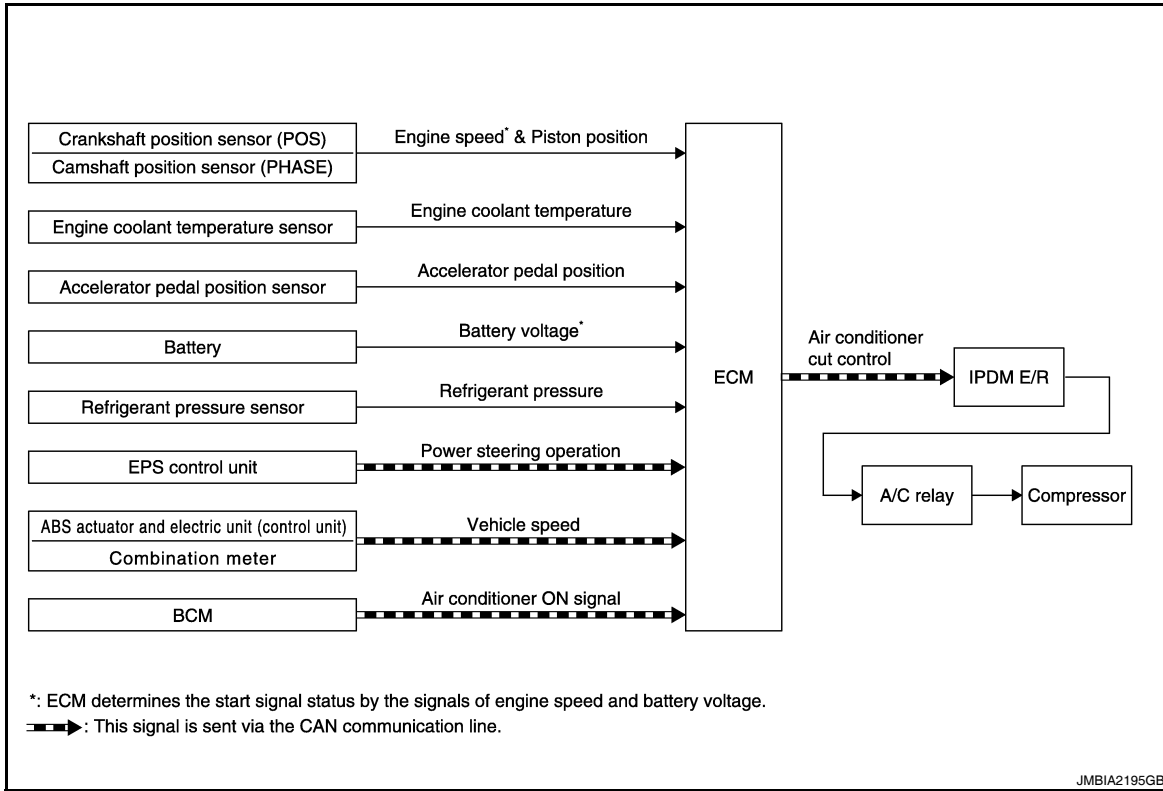 Crankshaft position sensor (POS)
Camshaft position sensor (PHASE)
Engine speed* & Piston position
Engine coolant temperature sensor
Engine coolant temperature
Accelerator pedal position sensor
Accelerator pedal position
Battery
Battery voltage*
Refrigerant pressure sensor
Refrigerant pressure
EPS control unit
Power steering operation
ABS actuator and electric unit (control unit)
Combination meter
Vehicle speed
BCM
Air conditioner ON signal
ECM
Air conditioner
cut control
IPDM E/R
A/C relay
Compressor
*: ECM determines the start signal status by the signals of engine speed and battery voltage.
: This signal is sent via the CAN communication line.
JMBIA2195GB